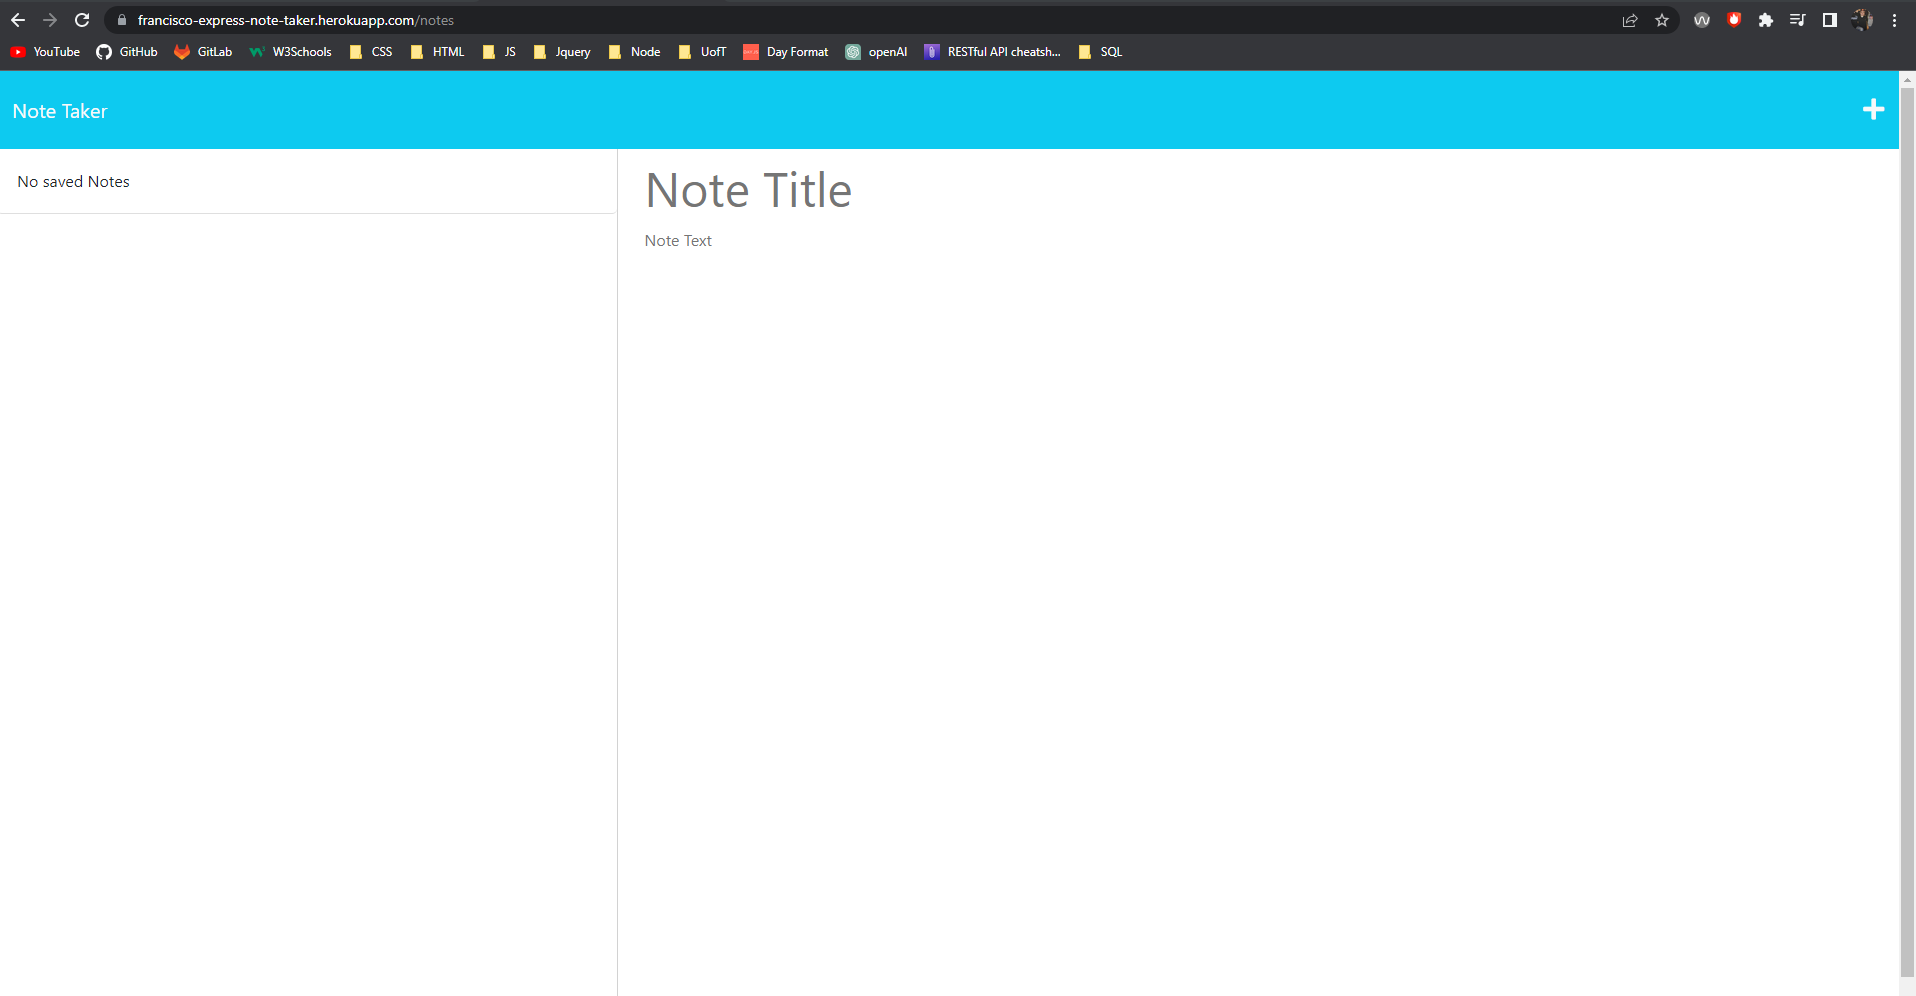 francisco-express-note-taker.herokuapp.com/notes
YouTube GitHub GitLab W3Schools CSS HTML JS Jquery Node UofT Day Format openAI RESTful API cheatsh... SQL
Note Taker
No saved Notes
Note Title
Note Text